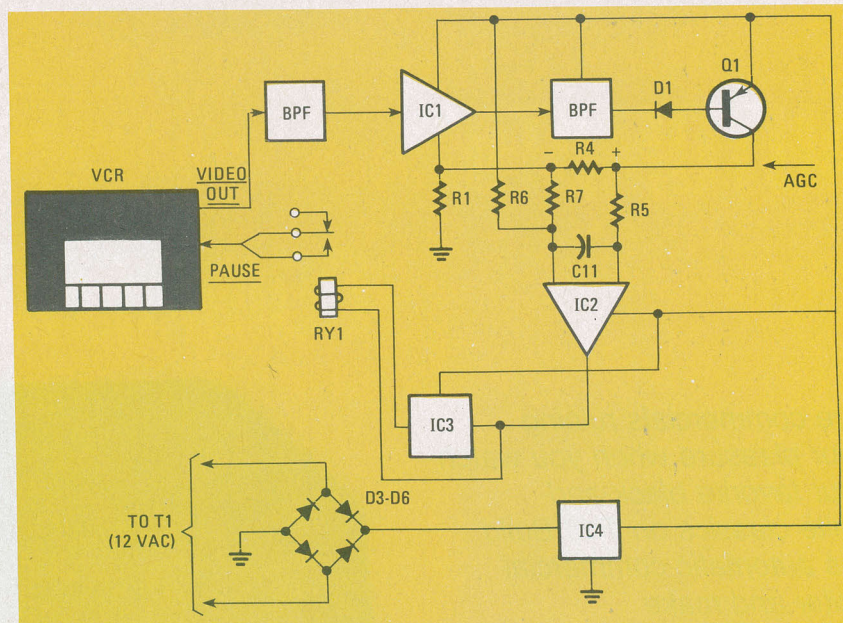 VCR
VIDEO
OUT
PAUSE
BPF
IC1
BPF
D1
Q1
- R4 +
AGC
R1
R6
R7
R5
C11
IC2
RY1
IC3
D3-D6
TO T1
(12 VAC)
IC4